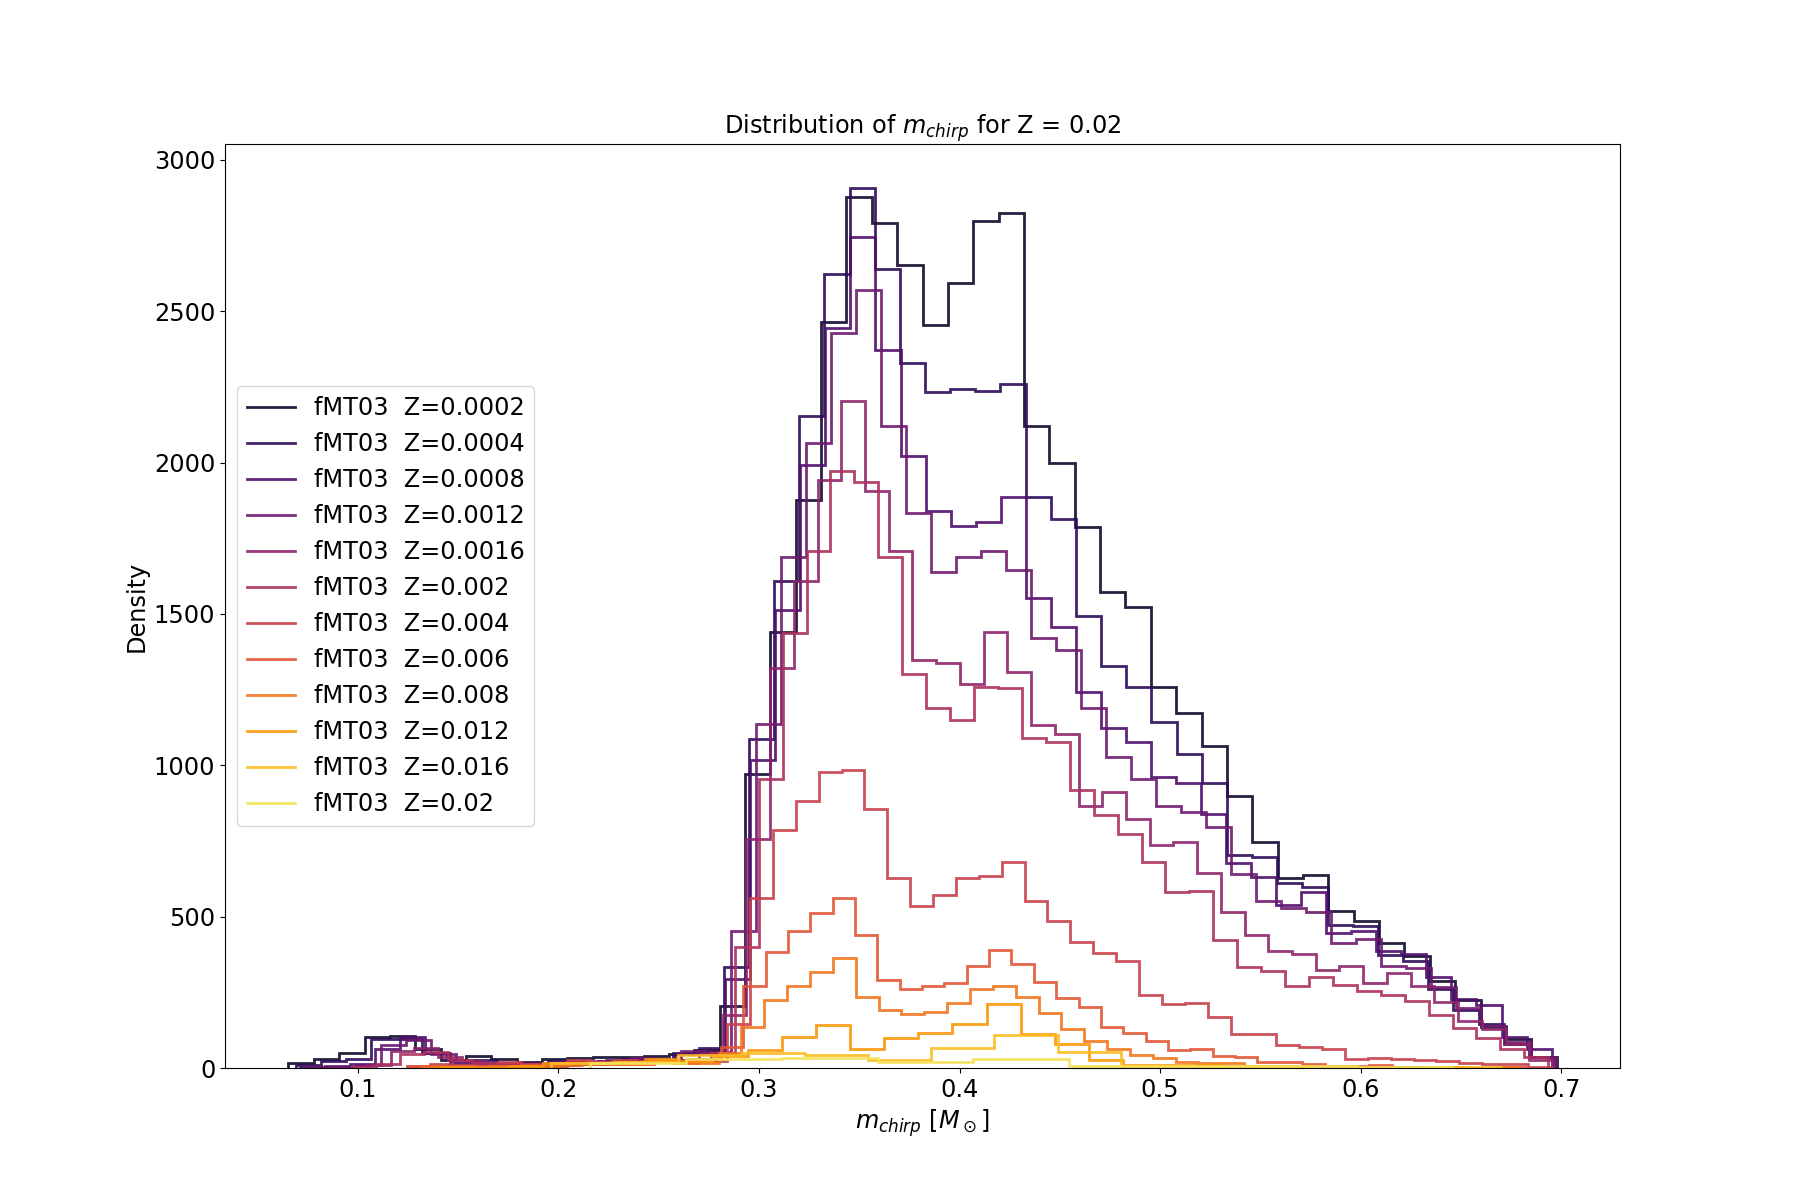 Distribution of m_chirp for Z = 0.02
3000
2500
2000
1500
1000
500
0
Density
fMT03 Z=0.0002
fMT03 Z=0.0004
fMT03 Z=0.0008
fMT03 Z=0.0012
fMT03 Z=0.0016
fMT03 Z=0.002
fMT03 Z=0.004
fMT03 Z=0.006
fMT03 Z=0.008
fMT03 Z=0.012
fMT03 Z=0.016
fMT03 Z=0.02
0.1 0.2 0.3 0.4 0.5 0.6 0.7
m_chirp [M_⊙]